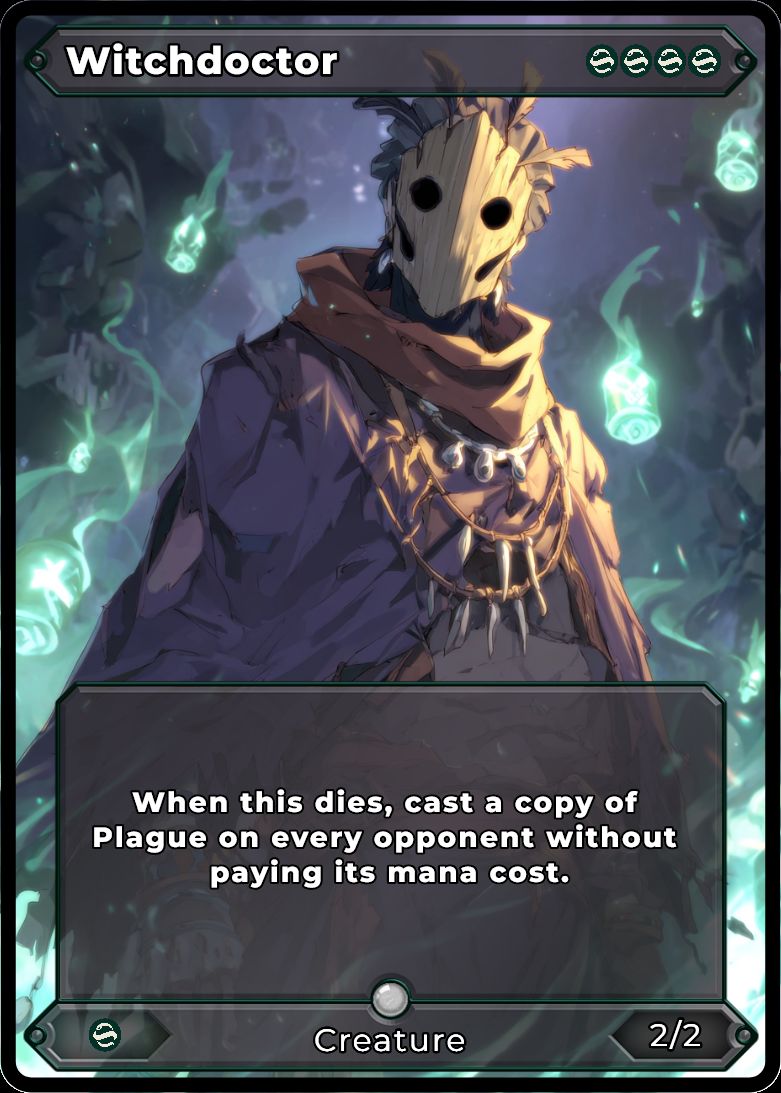 Witchdoctor
When this dies, cast a copy of
Plague on every opponent without
paying its mana cost.
Creature
2/2